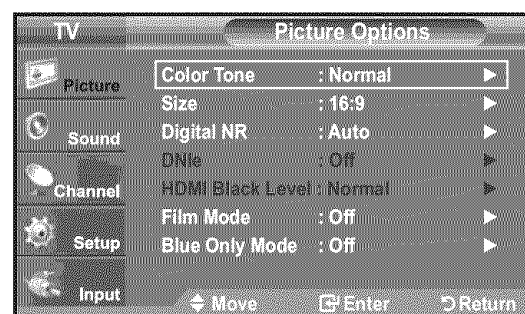 TV
Picture Options
Picture
Sound
Channel
Setup
Input
Color Tone : Normal
Size : 16:9
Digital NR : Auto
DNIe : Off
HDMI Black Level : Normal
Film Mode : Off
Blue Only Mode : Off
Move Enter Return